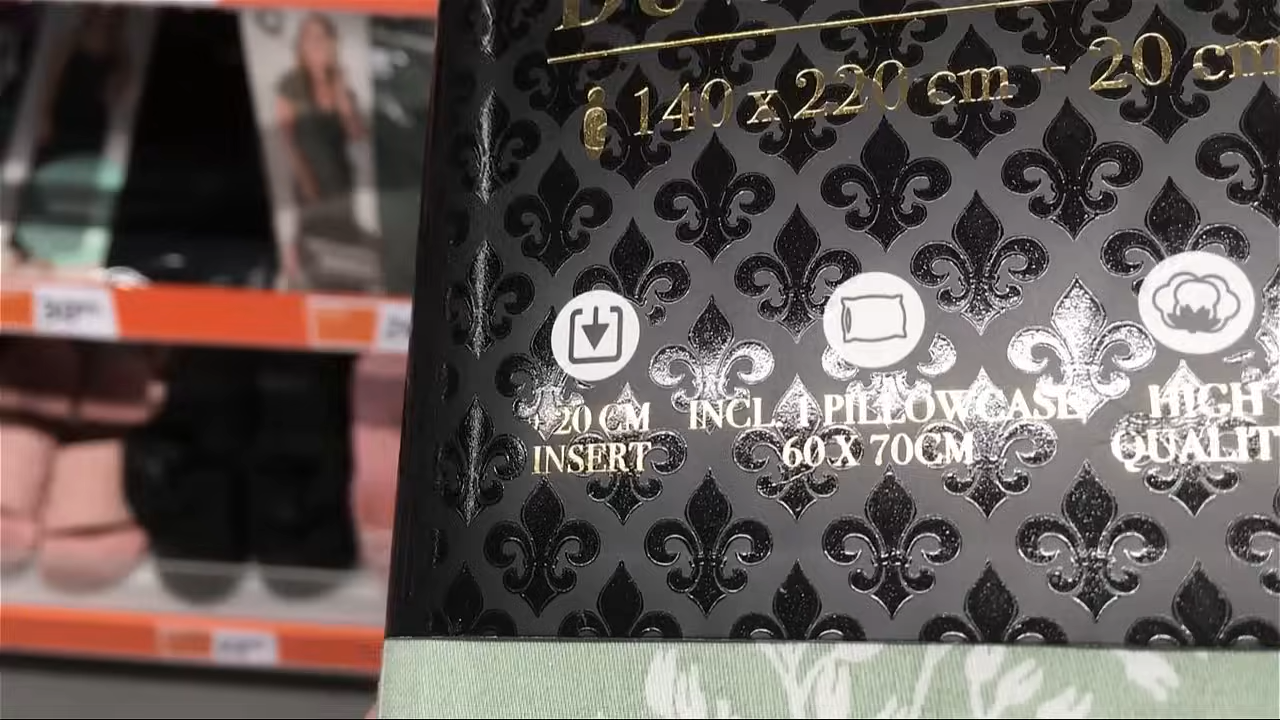 140 x 220 cm + 20 cm
+ 20 CM
INSERT
INCL. 1 PILLOWCASE
60 X 70CM
HIGH
QUALIT